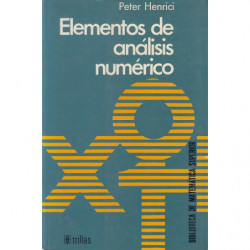 Peter Henrici
Elementos de
análisis
numérico
BIBLIOTECA DE MATEMÁTICA SUPERIOR
trillas